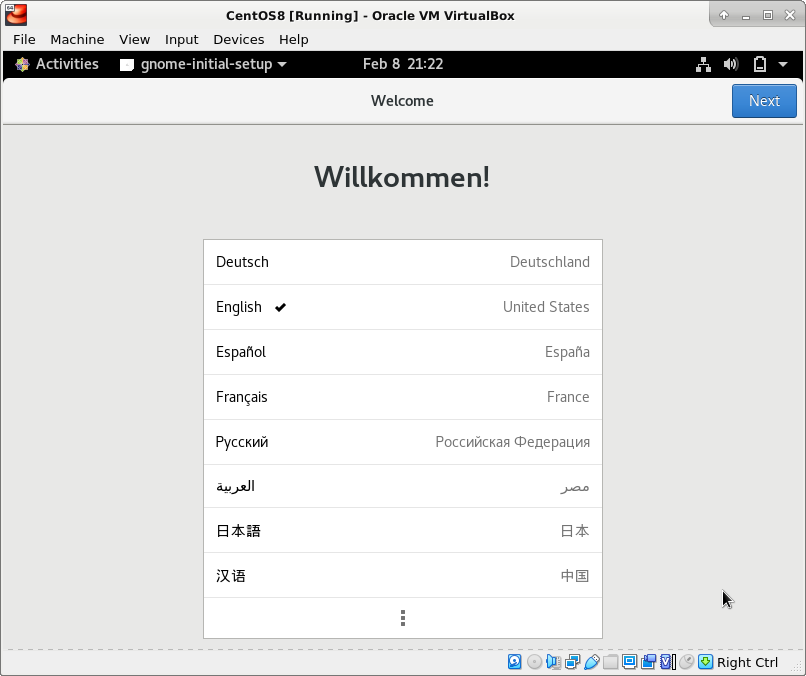 CentOS8 [Running] - Oracle VM VirtualBox
File Machine View Input Devices Help
Activities gnome-initial-setup Feb 8 21:22
Welcome Next
Willkommen!
Deutsch Deutschland
English United States
Español España
Français France
Русский Российская Федерация
العربية مصر
日本語 日本
汉语 中国
Right Ctrl